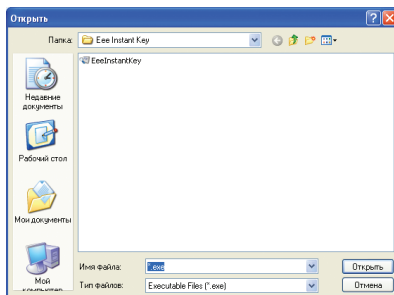 Открыть
Папка:
Eee Instant Key
EeeInstantKey
Недавние
документы
Рабочий стол
Мои документы
Мой
компьютер
Имя файла:
*.exe
Открыть
Тип файлов:
Executable Files (*.exe)
Отмена